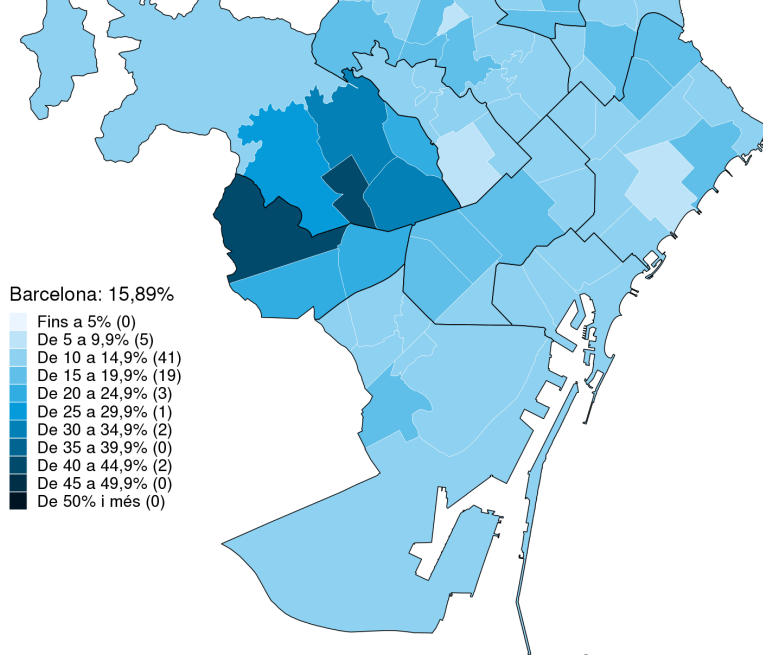 Barcelona: 15,89%
Fins a 5% (0)
De 5 a 9,9% (5)
De 10 a 14,9% (41)
De 15 a 19,9% (19)
De 20 a 24,9% (3)
De 25 a 29,9% (1)
De 30 a 34,9% (2)
De 35 a 39,9% (0)
De 40 a 44,9% (2)
De 45 a 49,9% (0)
De 50% i més (0)